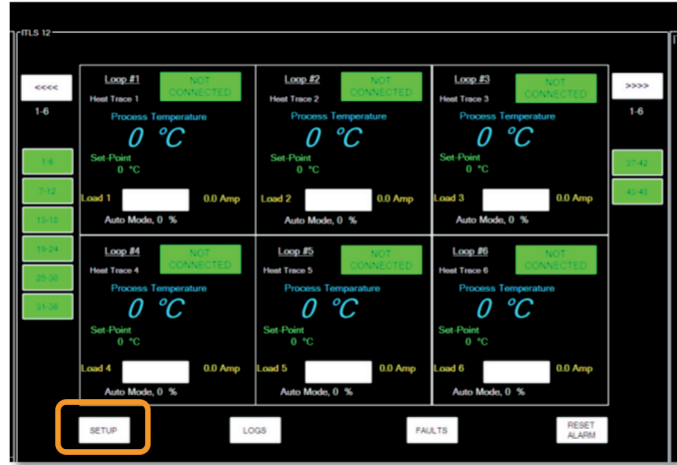 ITLS 12
<<<<
1-6
1-6
7-12
13-18
19-24
25-30
31-36
Loop #1
NOT CONNECTED
Heat Trace 1
Process Temperature
0 °C
Set-Point
0 °C
Load 1 0.0 Amp
Auto Mode, 0 %
Loop #2
NOT CONNECTED
Heat Trace 2
Process Temperature
0 °C
Set-Point
0 °C
Load 2 0.0 Amp
Auto Mode, 0 %
Loop #3
NOT CONNECTED
Heat Trace 3
Process Temperature
0 °C
Set-Point
0 °C
Load 3 0.0 Amp
Auto Mode, 0 %
>>>>
1-6
37-42
Loop #4
NOT CONNECTED
Heat Trace 4
Process Temperature
0 °C
Set-Point
0 °C
Load 4 0.0 Amp
Auto Mode, 0 %
Loop #5
NOT CONNECTED
Heat Trace 5
Process Temparature
0 °C
Set-Point
0 °C
Load 5 0.0 Amp
Auto Mode, 0 %
Loop #6
NOT CONNECTED
Heat Trace 6
Process Temperature
0 °C
Set-Point
0 °C
Load 6 0.0 Amp
Auto Mode, 0 %
SETUP
LOGS
FAULTS
RESET
ALARM